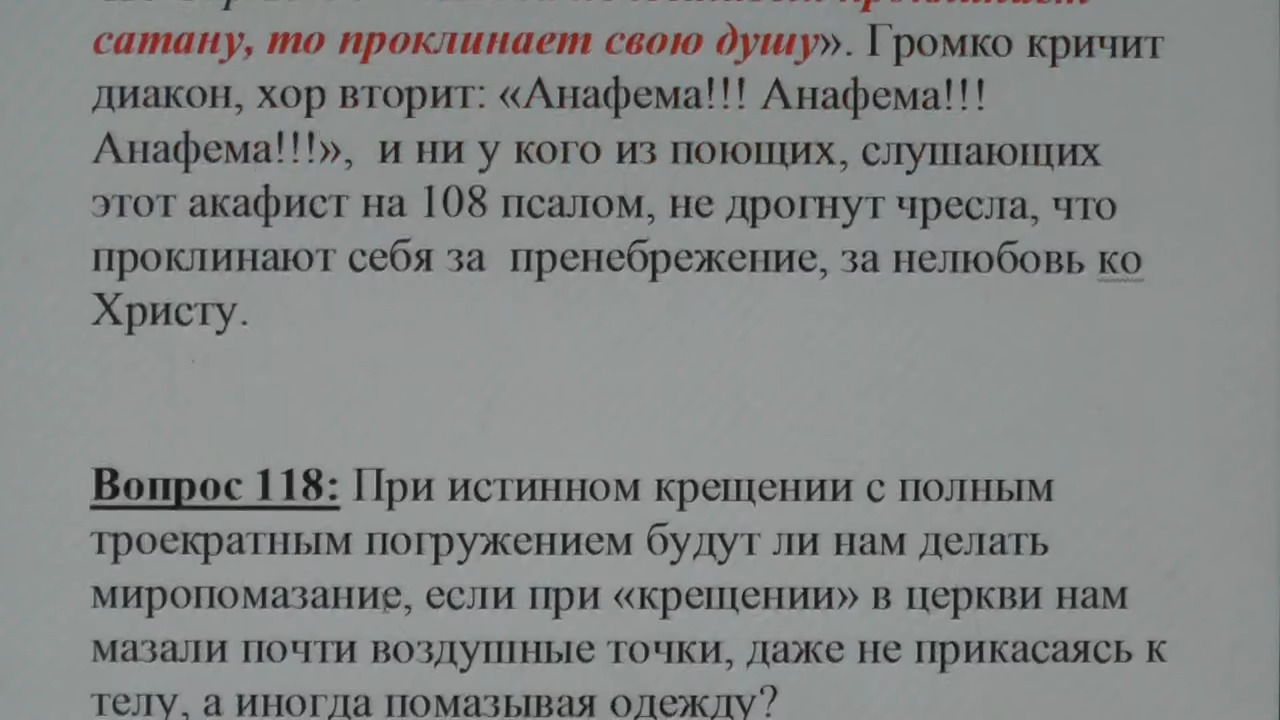 сатану, то проклинает свою душу». Громко кричит
диакон, хор вторит: «Анафема!!! Анафема!!!
Анафема!!!», и ни у кого из поющих, слушающих
этот акафист на 108 псалом, не дрогнут чресла, что
проклинают себя за пренебрежение, за нелюбовь ко
Христу.
Вопрос 118: При истинном крещении с полным
троекратным погружением будут ли нам делать
миропомазание, если при «крещении» в церкви нам
мазали почти воздушные точки, даже не прикасаясь к
телу, а иногда помазывая одежду?